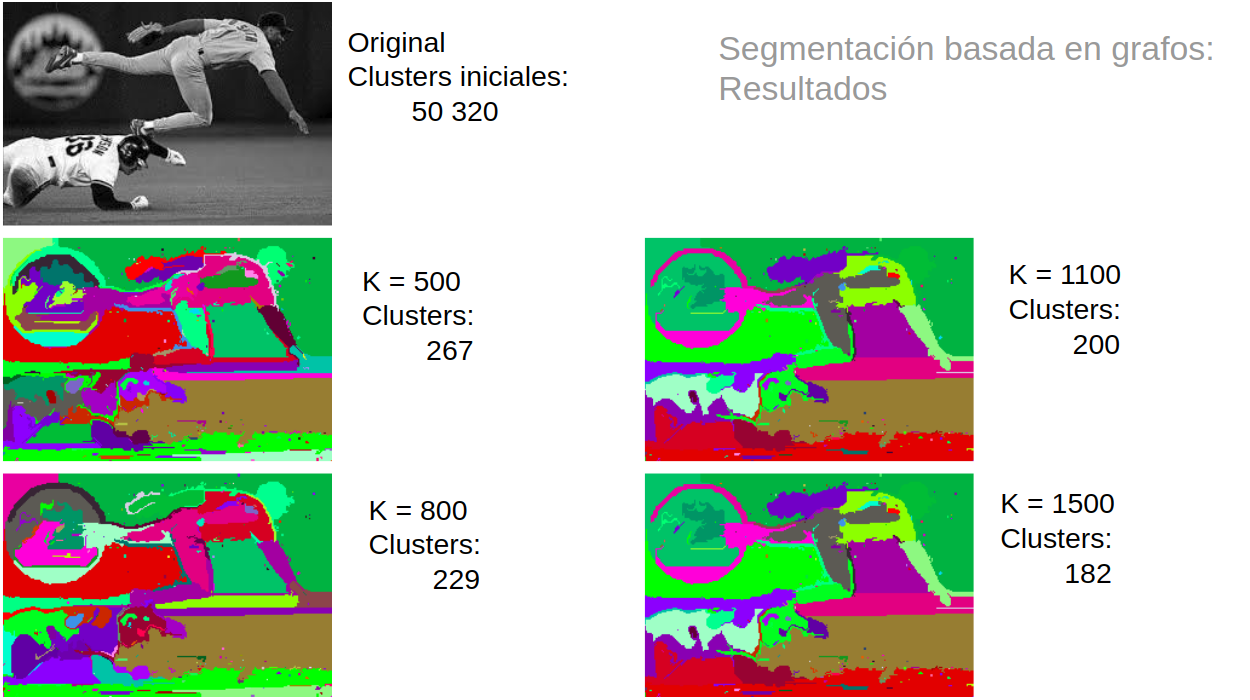 Original
Clusters iniciales:
50 320
Segmentación basada en grafos:
Resultados
K = 500
Clusters:
267
K = 1100
Clusters:
200
K = 800
Clusters:
229
K = 1500
Clusters:
182